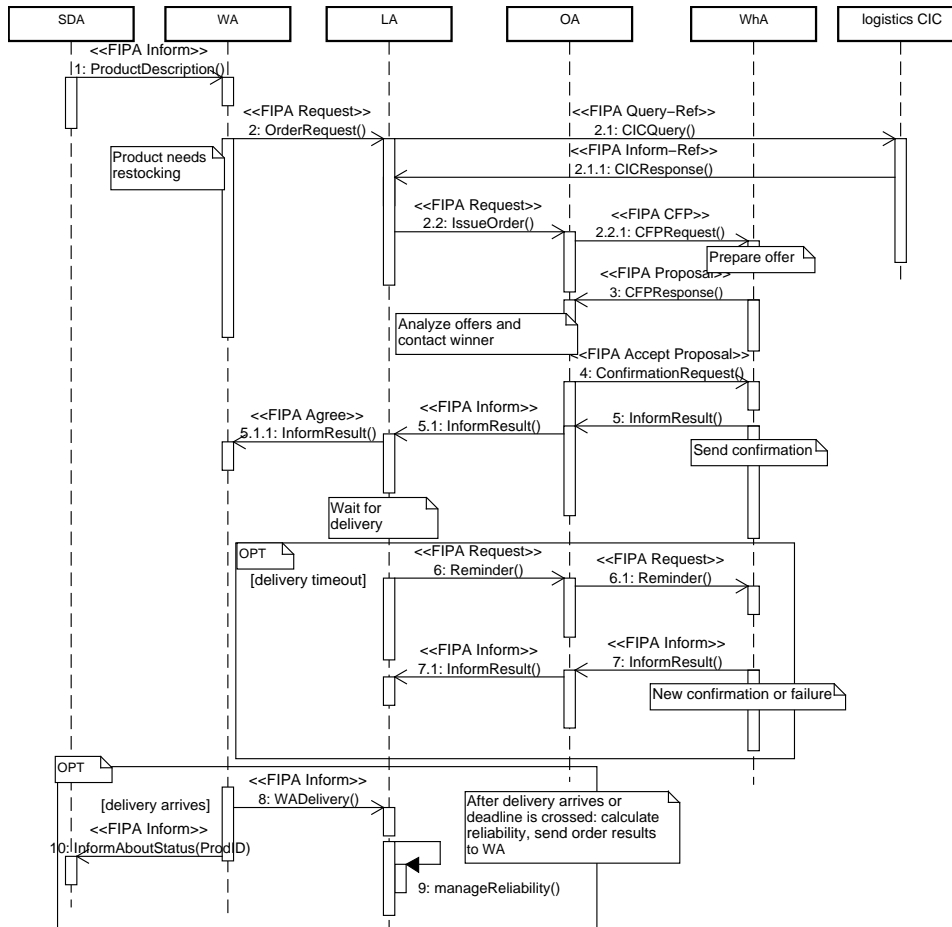 SDA
WA
LA
OA
WhA
logistics CIC
<<FIPA Inform>>
1: ProductDescription()
<<FIPA Request>>
2: OrderRequest()
<<FIPA Query-Ref>>
2.1: CICQuery()
Product needs
restocking
<<FIPA Inform-Ref>>
2.1.1: CICResponse()
<<FIPA Request>>
2.2: IssueOrder()
<<FIPA CFP>>
2.2.1: CFPRequest()
Prepare offer
<<FIPA Proposal>>
3: CFPResponse()
Analyze offers and
contact winner
<<FIPA Accept Proposal>>
4: ConfirmationRequest()
<<FIPA Agree>>
5.1.1: InformResult()
<<FIPA Inform>>
5.1: InformResult()
5: InformResult()
Send confirmation
Wait for
delivery
OPT
[delivery timeout]
<<FIPA Request>>
6: Reminder()
<<FIPA Request>>
6.1: Reminder()
<<FIPA Inform>>
7.1: InformResult()
<<FIPA Inform>>
7: InformResult()
New confirmation or failure
OPT
[delivery arrives]
<<FIPA Inform>>
8: WADelivery()
After delivery arrives or
deadline is crossed: calculate
reliability, send order results
to WA
<<FIPA Inform>>
10: InformAboutStatus(ProdID)
9: manageReliability()